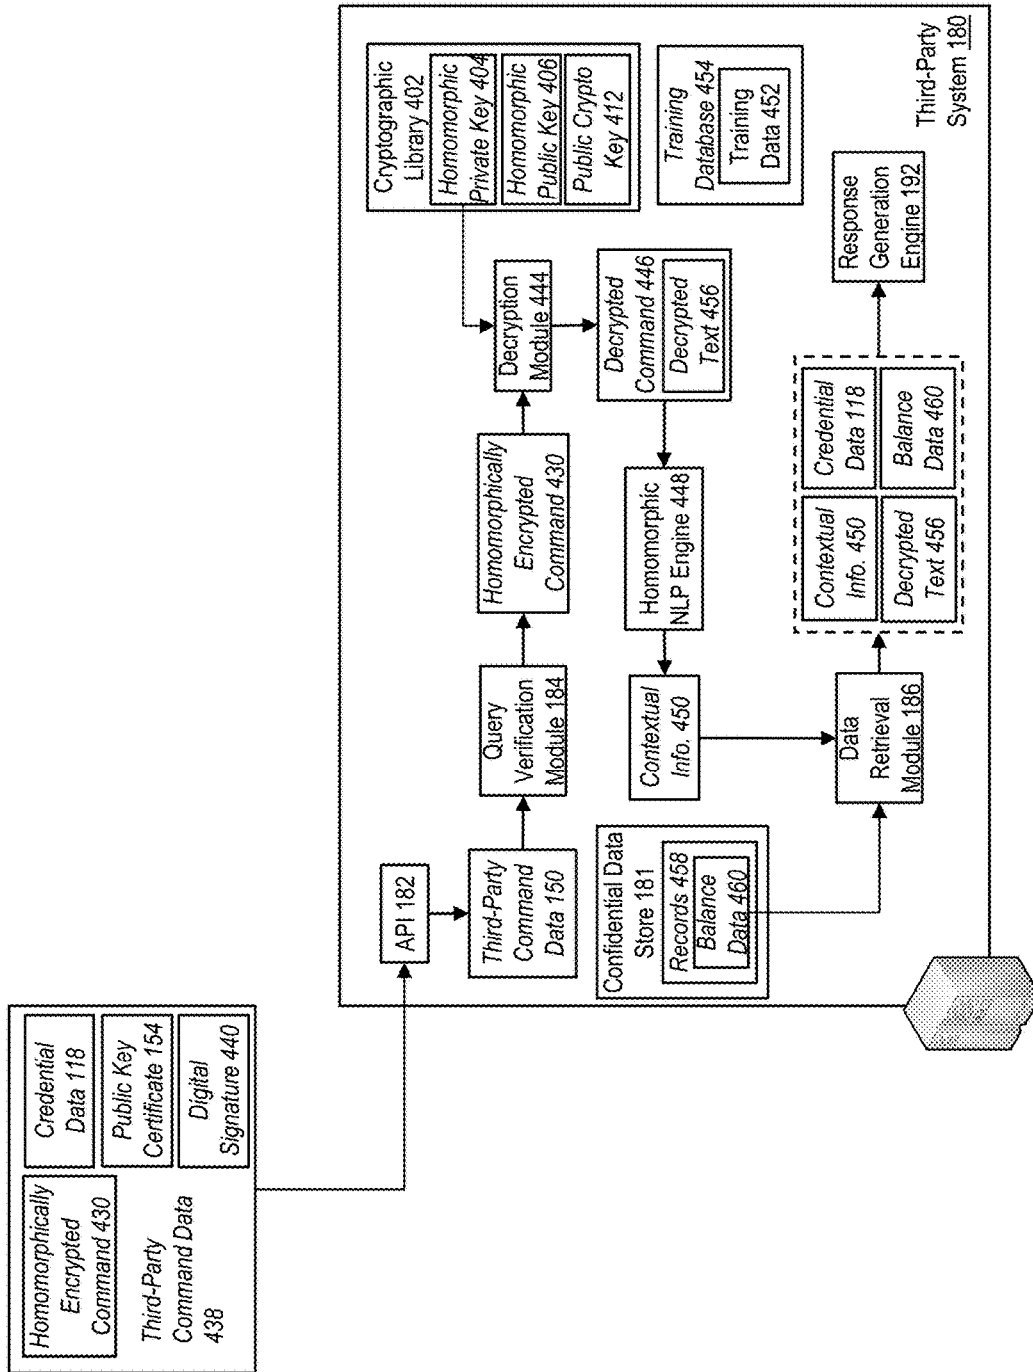 Homomorphically
Encrypted
Command 430
Credential
Data 118
Public Key
Certificate 154
Digital
Signature 440
Third-Party
Command Data
438
API 182
Third-Party
Command
Data 150
Query
Verification
Module 184
Homomorphically
Encrypted
Command 430
Decryption
Module 444
Cryptographic
Library 402
Homomorphic
Private Key 404
Homomorphic
Public Key 406
Public Crypto
Key 412
Decrypted
Command 446
Decrypted
Text 456
Training
Database 454
Training
Data 452
Homomorphic
NLP Engine 448
Contextual
Info. 450
Confidential Data
Store 181
Records 458
Balance
Data 460
Data
Retrieval
Module 186
Contextual
Info. 450
Credential
Data 118
Decrypted
Text 456
Balance
Data 460
Response
Generation
Engine 192
Third-Party
System 180